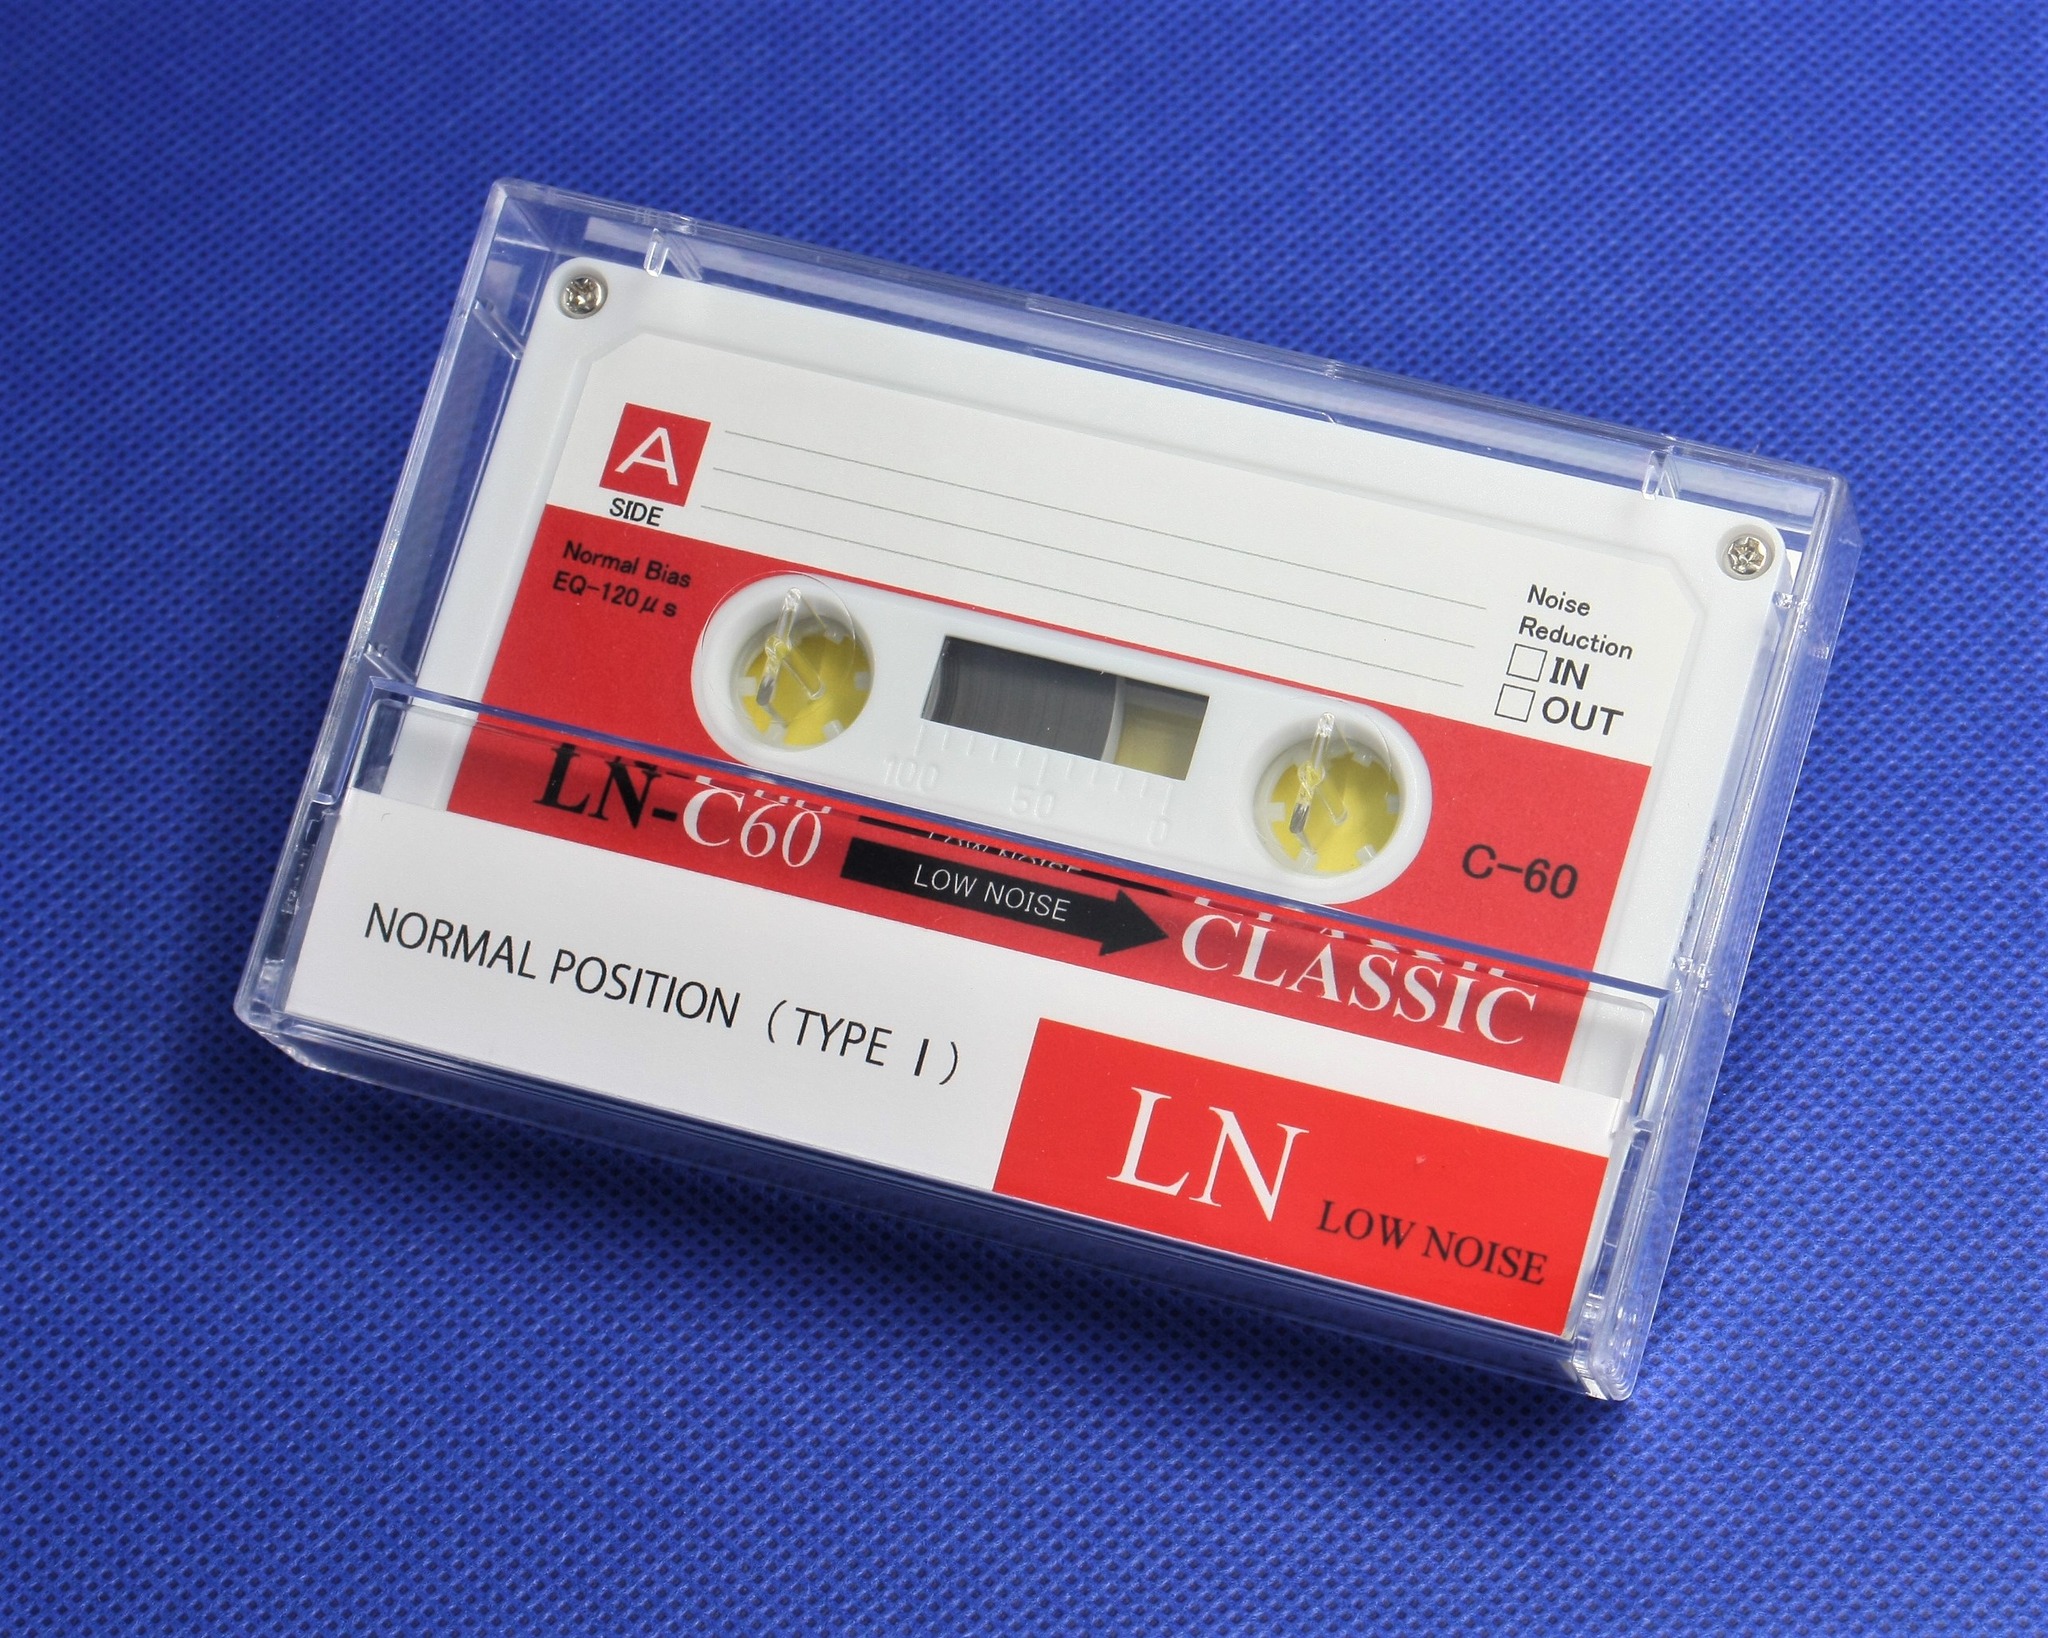 A
SIDE
Normal Bias
EQ-120μs
Noise
Reduction
IN
OUT
100
50
0
C-60
LN-C60
LOW NOISE
CLASSIC
NORMAL POSITION (TYPE I)
LN
LOW NOISE